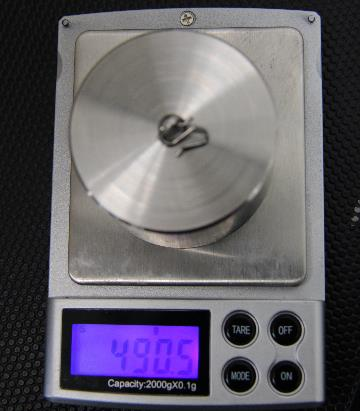 490.5
Capacity:2000gX0.1g
TARE
OFF
MODE
ON